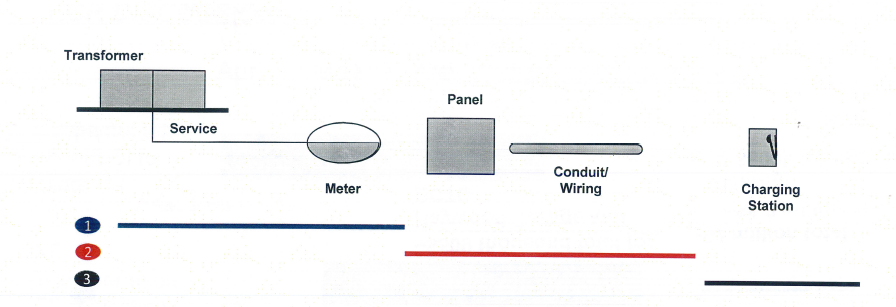 Transformer
Panel
Service
Conduit/
Wiring
Meter
Charging
Station
1
2
3